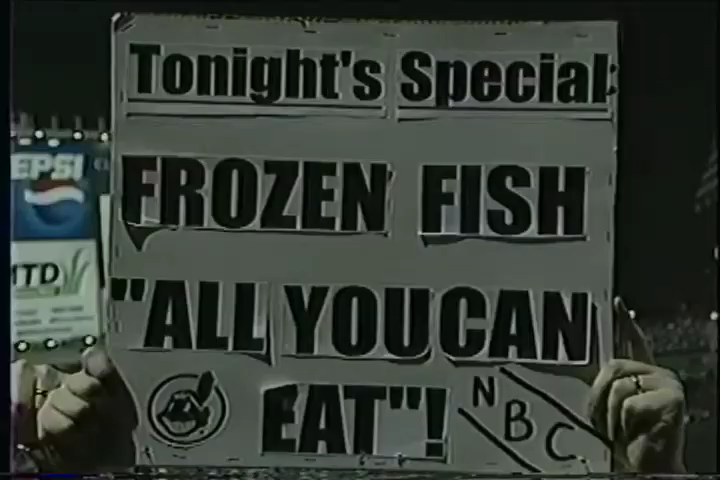 Tonight's Special:
FROZEN FISH
"ALL YOU CAN
EAT"!
NBC
PEPSI
MTD